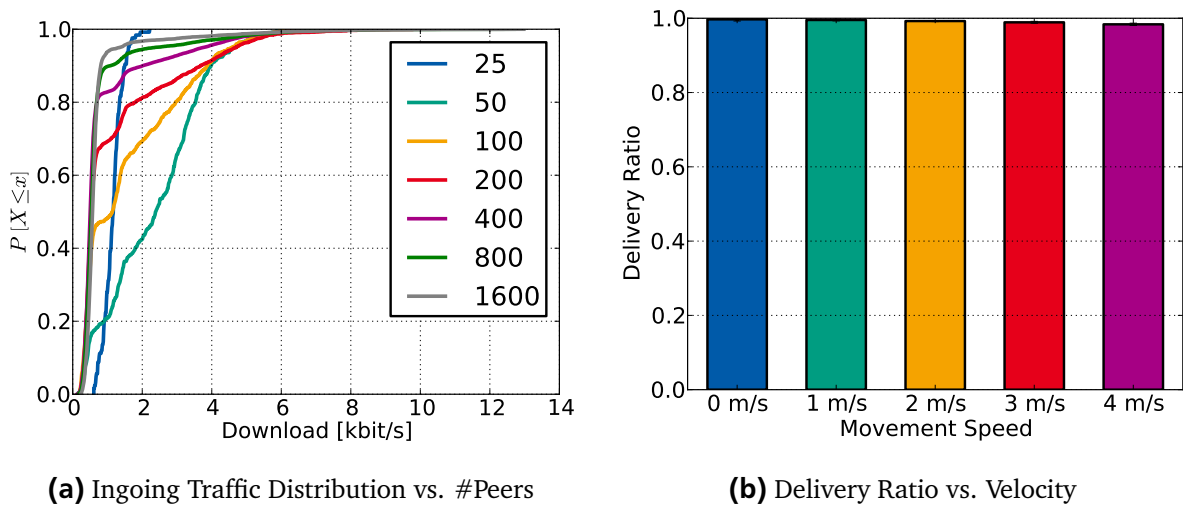 1.0
0.8
0.6
0.4
0.2
0.0
P [X ≤x]
0 2 4 6 8 10 12 14
Download [kbit/s]
25
50
100
200
400
800
1600
(a) Ingoing Traffic Distribution vs. #Peers
1.0
0.8
0.6
0.4
0.2
0.0
Delivery Ratio
0 m/s 1 m/s 2 m/s 3 m/s 4 m/s
Movement Speed
(b) Delivery Ratio vs. Velocity